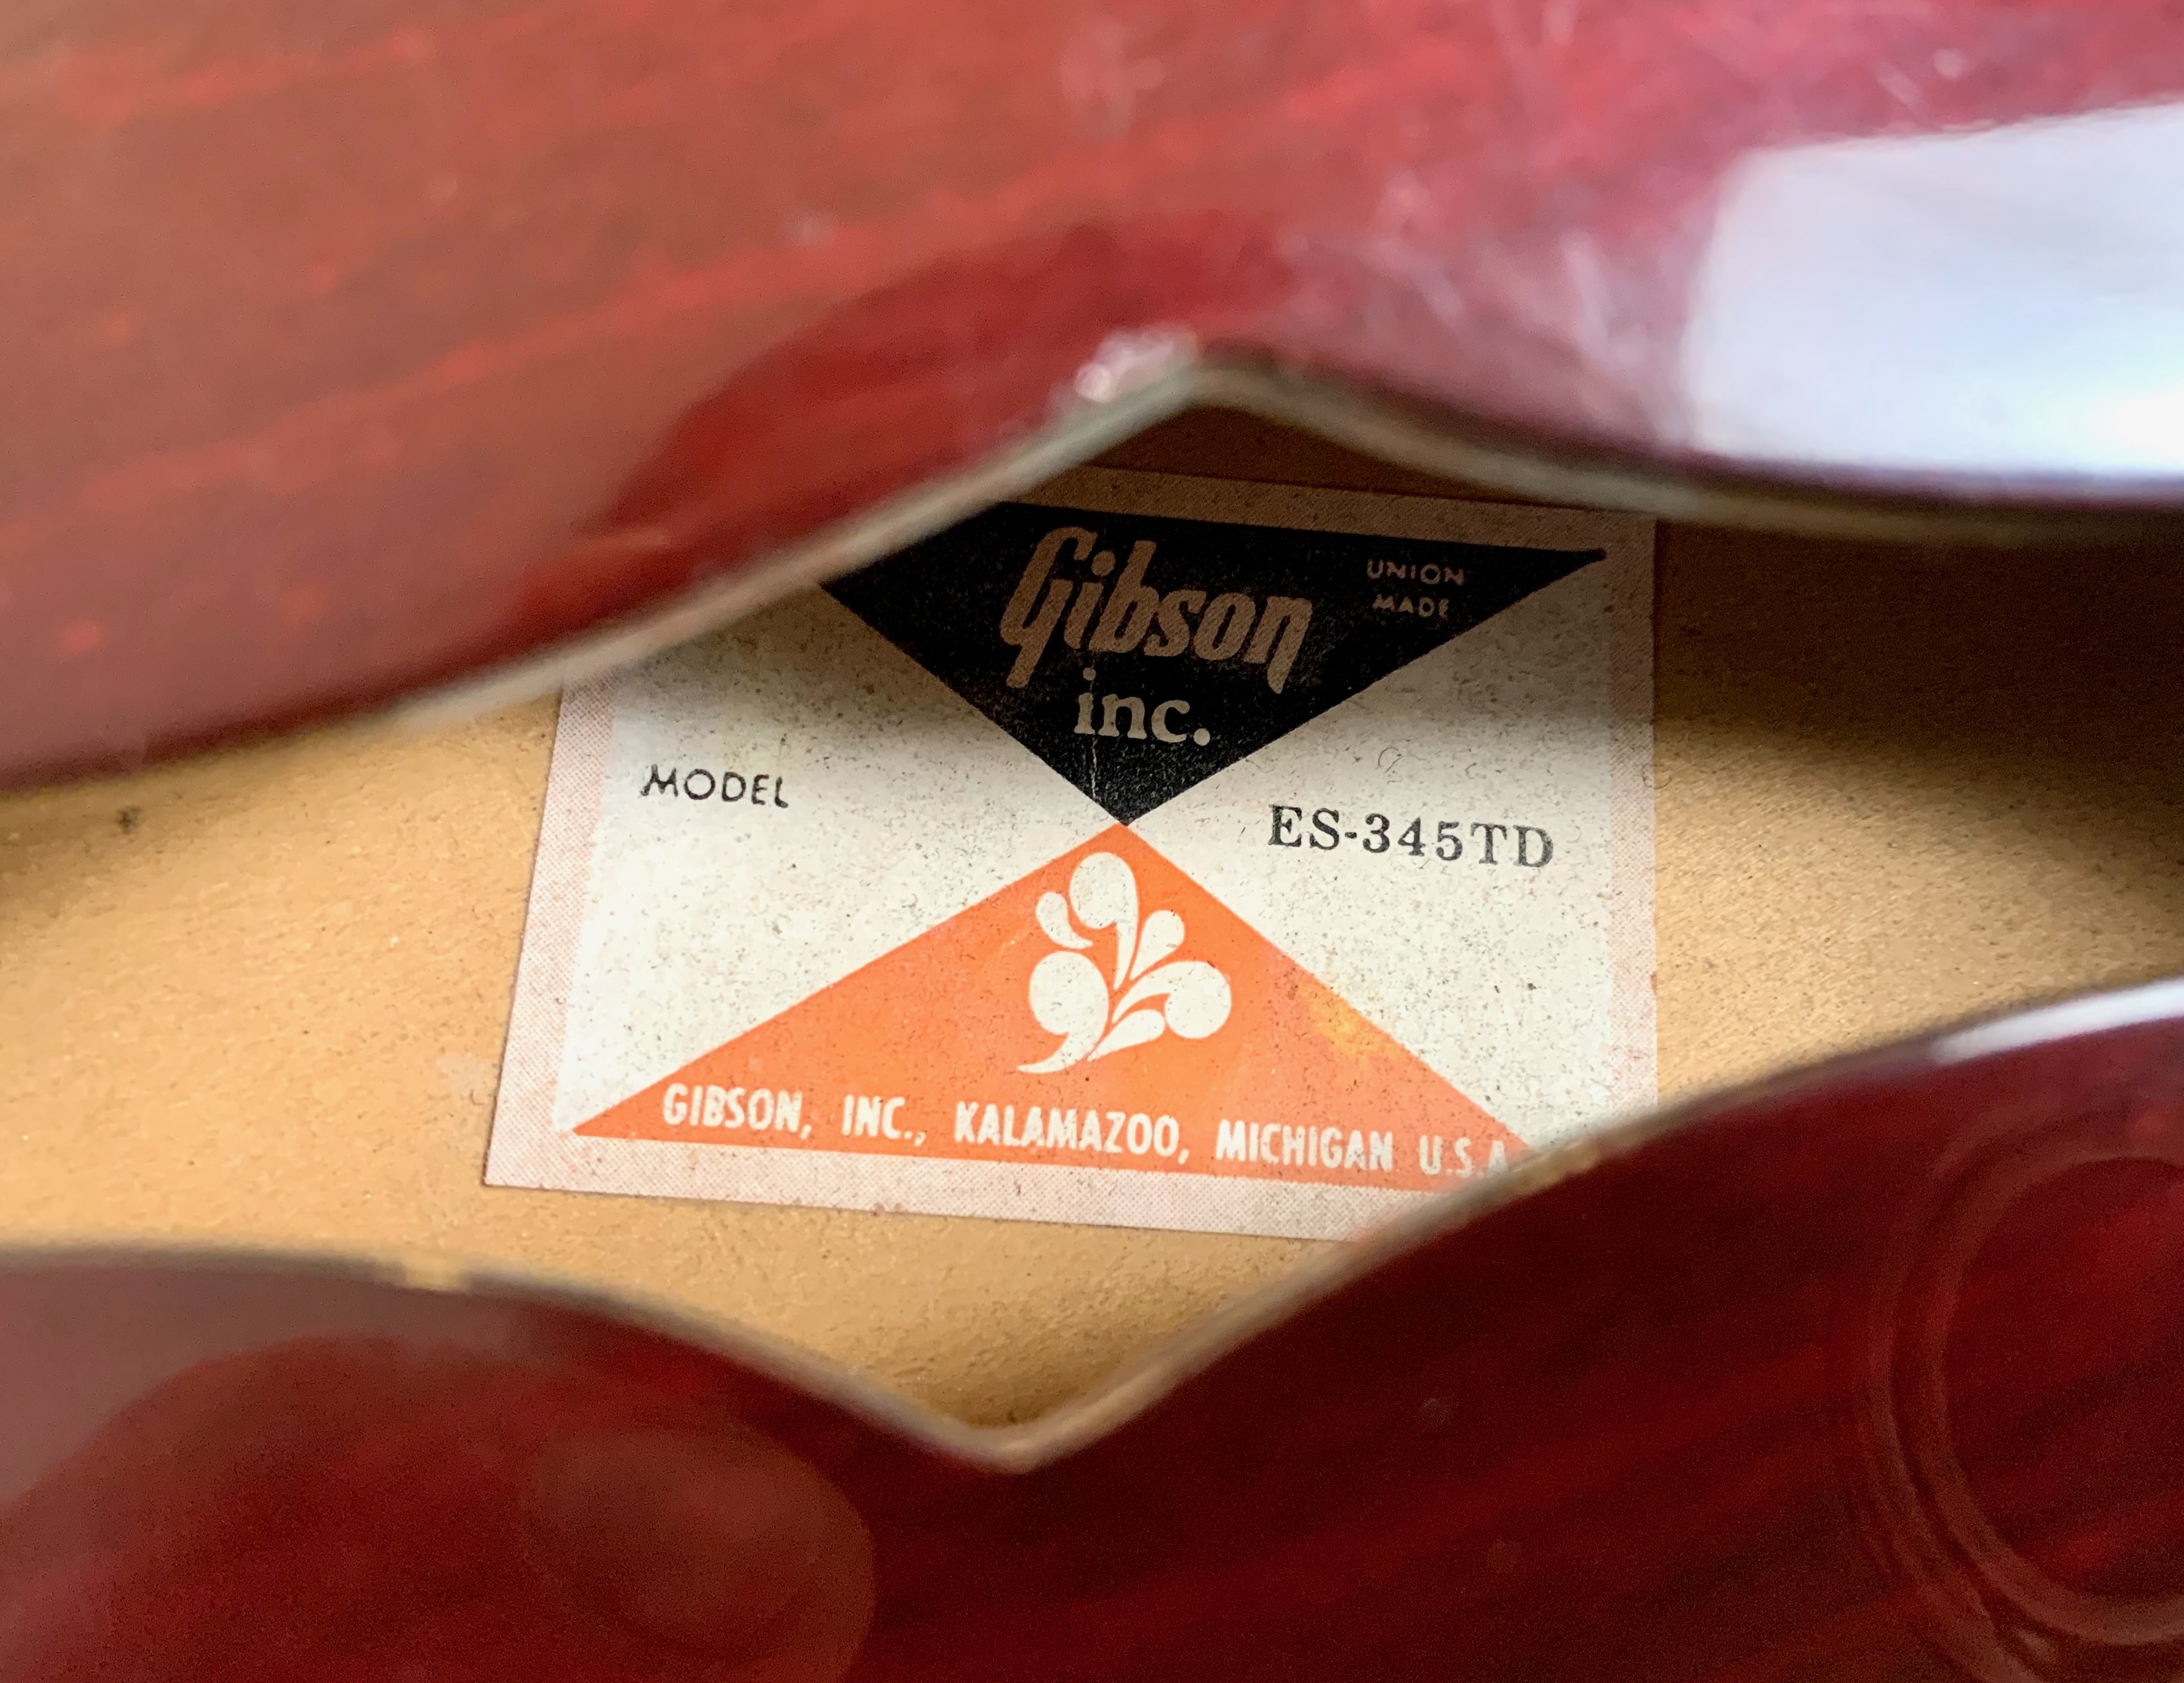 Gibson
inc.
UNION
MADE
MODEL
ES-345TD
GIBSON, INC., KALAMAZOO, MICHIGAN U.S.A